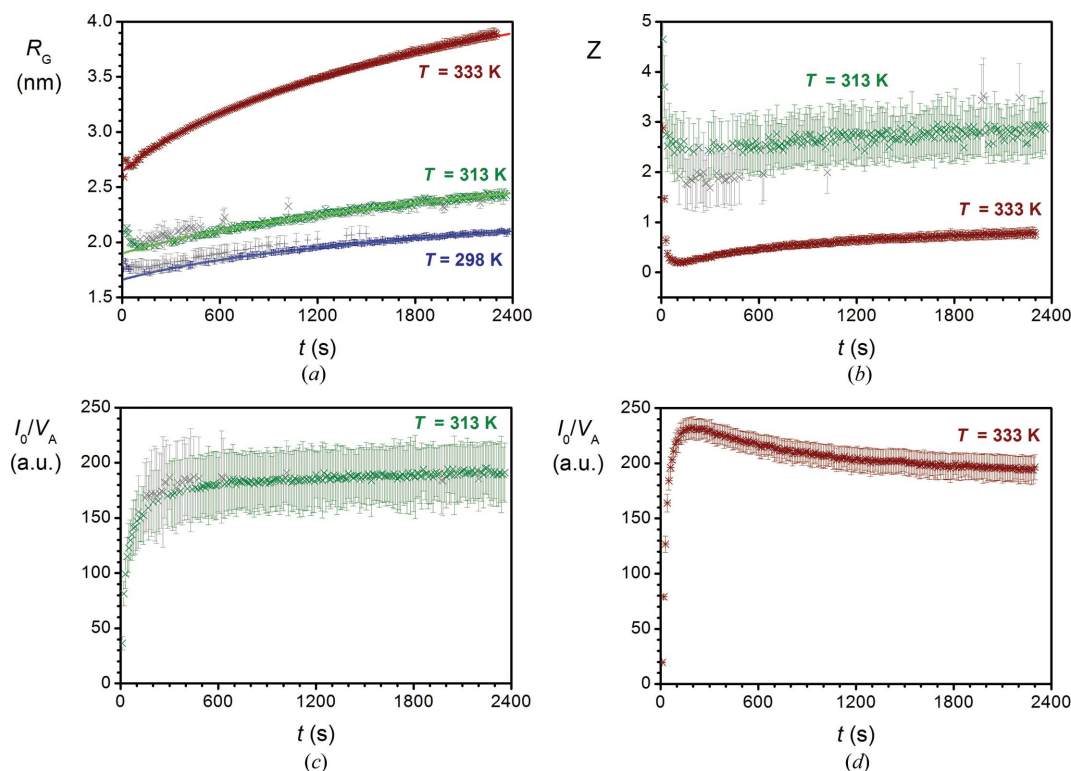 R_G
(nm)
4.0
3.5
3.0
2.5
2.0
1.5
T = 333 K
T = 313 K
T = 298 K
0 600 1200 1800 2400
t (s)
(a)
Z
5
4
3
2
1
0
T = 313 K
T = 333 K
0 600 1200 1800 2400
t (s)
(b)
I_0/V_A
(a.u.)
250
200
150
100
50
0
T = 313 K
0 600 1200 1800 2400
t (s)
(c)
I_0/V_A
(a.u.)
250
200
150
100
50
0
T = 333 K
0 600 1200 1800 2400
t (s)
(d)